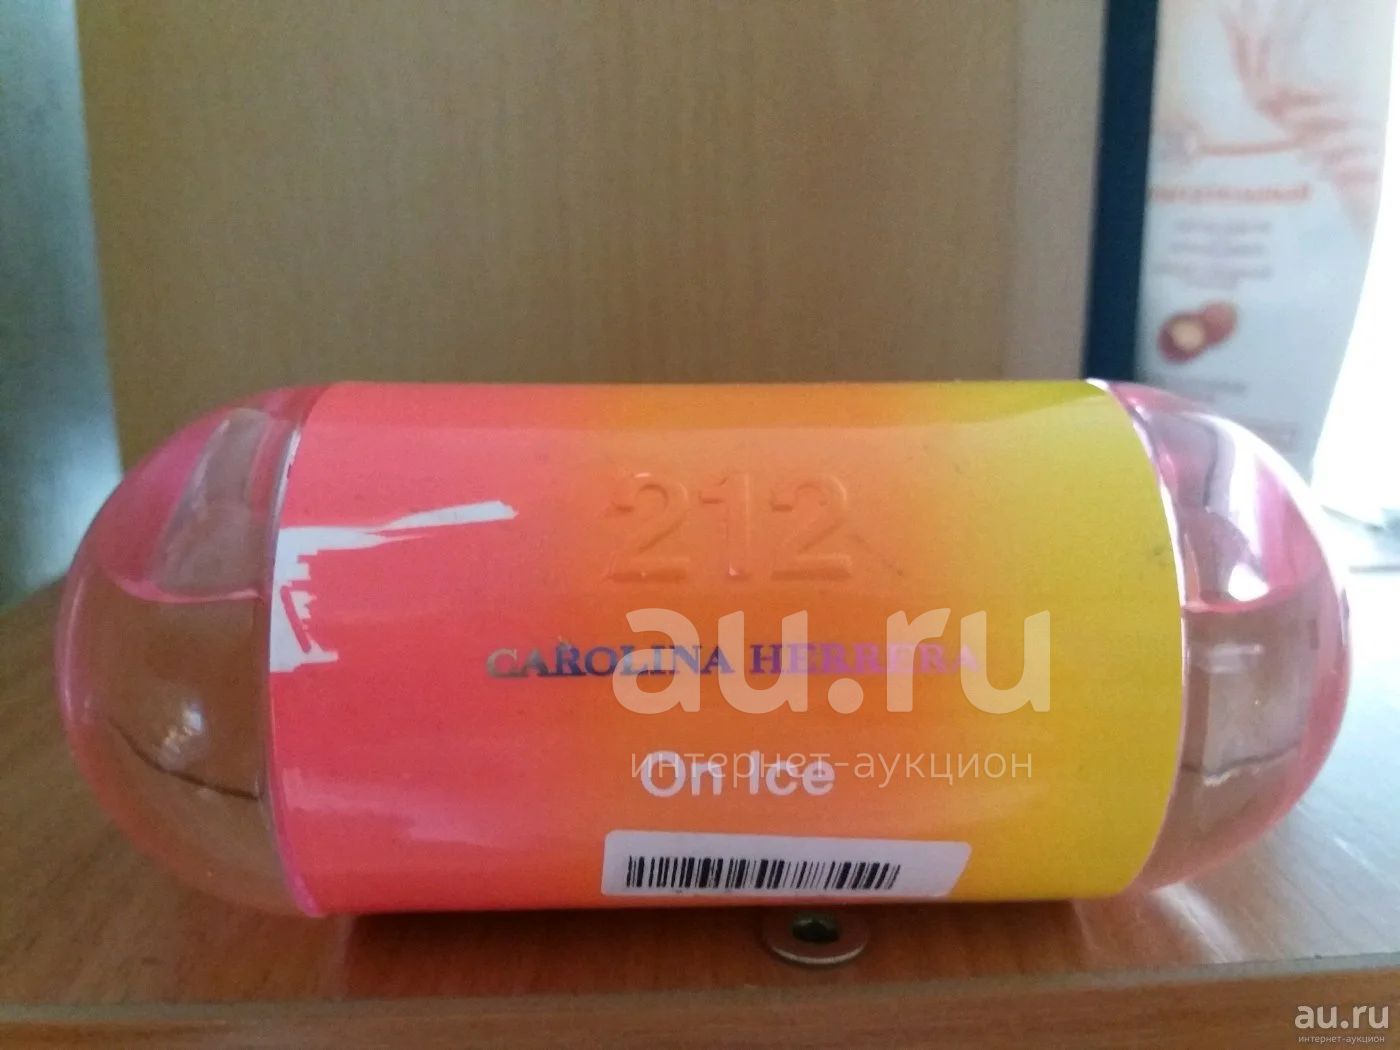 212
CAROLINA HERRERA
au.ru
On Ice
интернет-аукцион
au.ru
интернет-аукцион